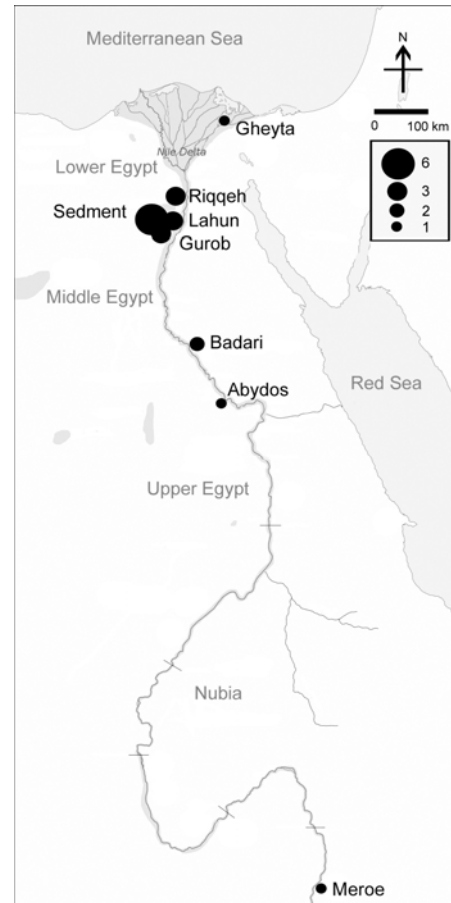 Mediterranean Sea
N
0 100 km
Gheyta
Nile Delta
Lower Egypt
6
3
2
1
Riqqeh
Sedment
Lahun
Gurob
Middle Egypt
Badari
Red Sea
Abydos
Upper Egypt
Nubia
Meroe